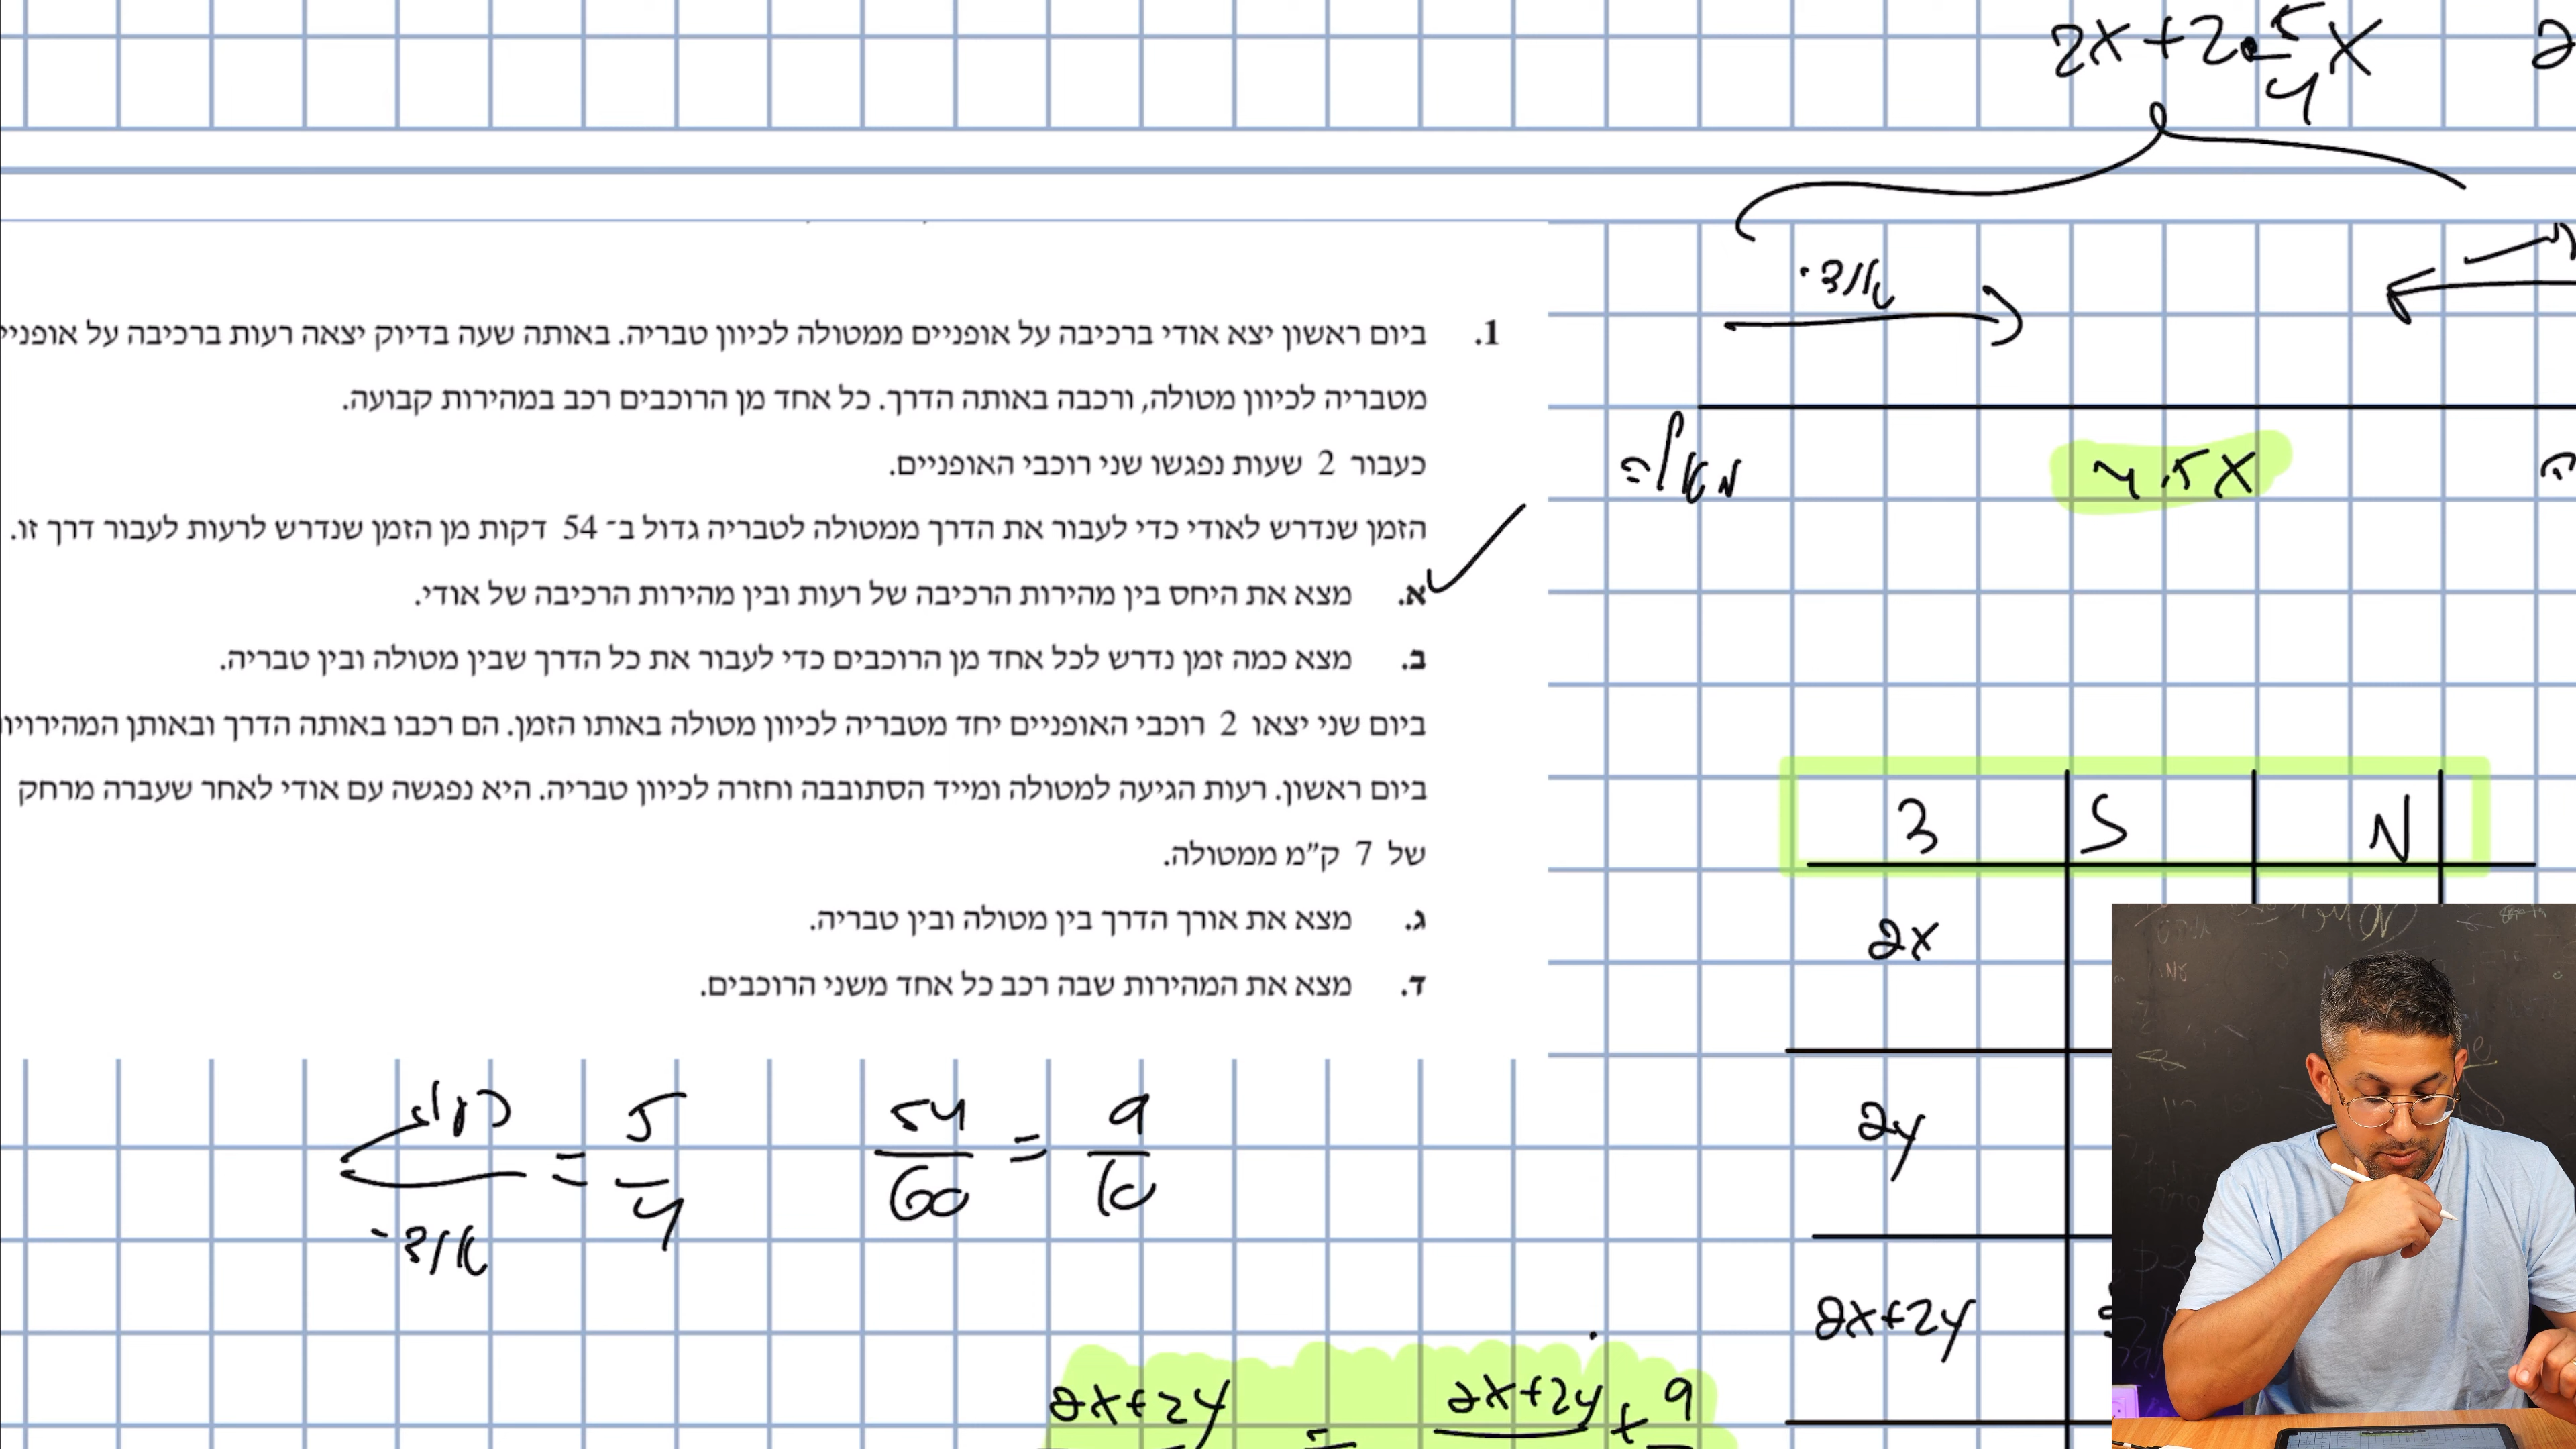 2x+2·5/4 x
אודי
מטולה
4.5x
1. ביום ראשון יצא אודי ברכיבה על אופניים ממטולה לכיוון טבריה. באותה שעה בדיוק יצאה רעות ברכיבה על אופניי
מטבריה לכיוון מטולה, ורכבה באותה הדרך. כל אחד מן הרוכבים רכב במהירות קבועה.
כעבור 2 שעות נפגשו שני רוכבי האופניים.
הזמן שנדרש לאודי כדי לעבור את הדרך ממטולה לטבריה גדול ב־ 54 דקות מן הזמן שנדרש לרעות לעבור דרך זו.
א. מצא את היחס בין מהירות הרכיבה של רעות ובין מהירות הרכיבה של אודי.
ב. מצא כמה זמן נדרש לכל אחד מן הרוכבים כדי לעבור את כל הדרך שבין מטולה ובין טבריה.
ביום שני יצאו 2 רוכבי האופניים יחד מטבריה לכיוון מטולה באותו הזמן. הם רכבו באותה הדרך ובאותן המהירויות
ביום ראשון. רעות הגיעה למטולה ומייד הסתובבה וחזרה לכיוון טבריה. היא נפגשה עם אודי לאחר שעברה מרחק
של 7 ק"מ ממטולה.
ג. מצא את אורך הדרך בין מטולה ובין טבריה.
ד. מצא את המהירות שבה רכב כל אחד משני הרוכבים.
רעות/אודי = 5/4
54/60 = 9/10
2x
2y
2x+2y
2x+2y = 2x+2y + 9